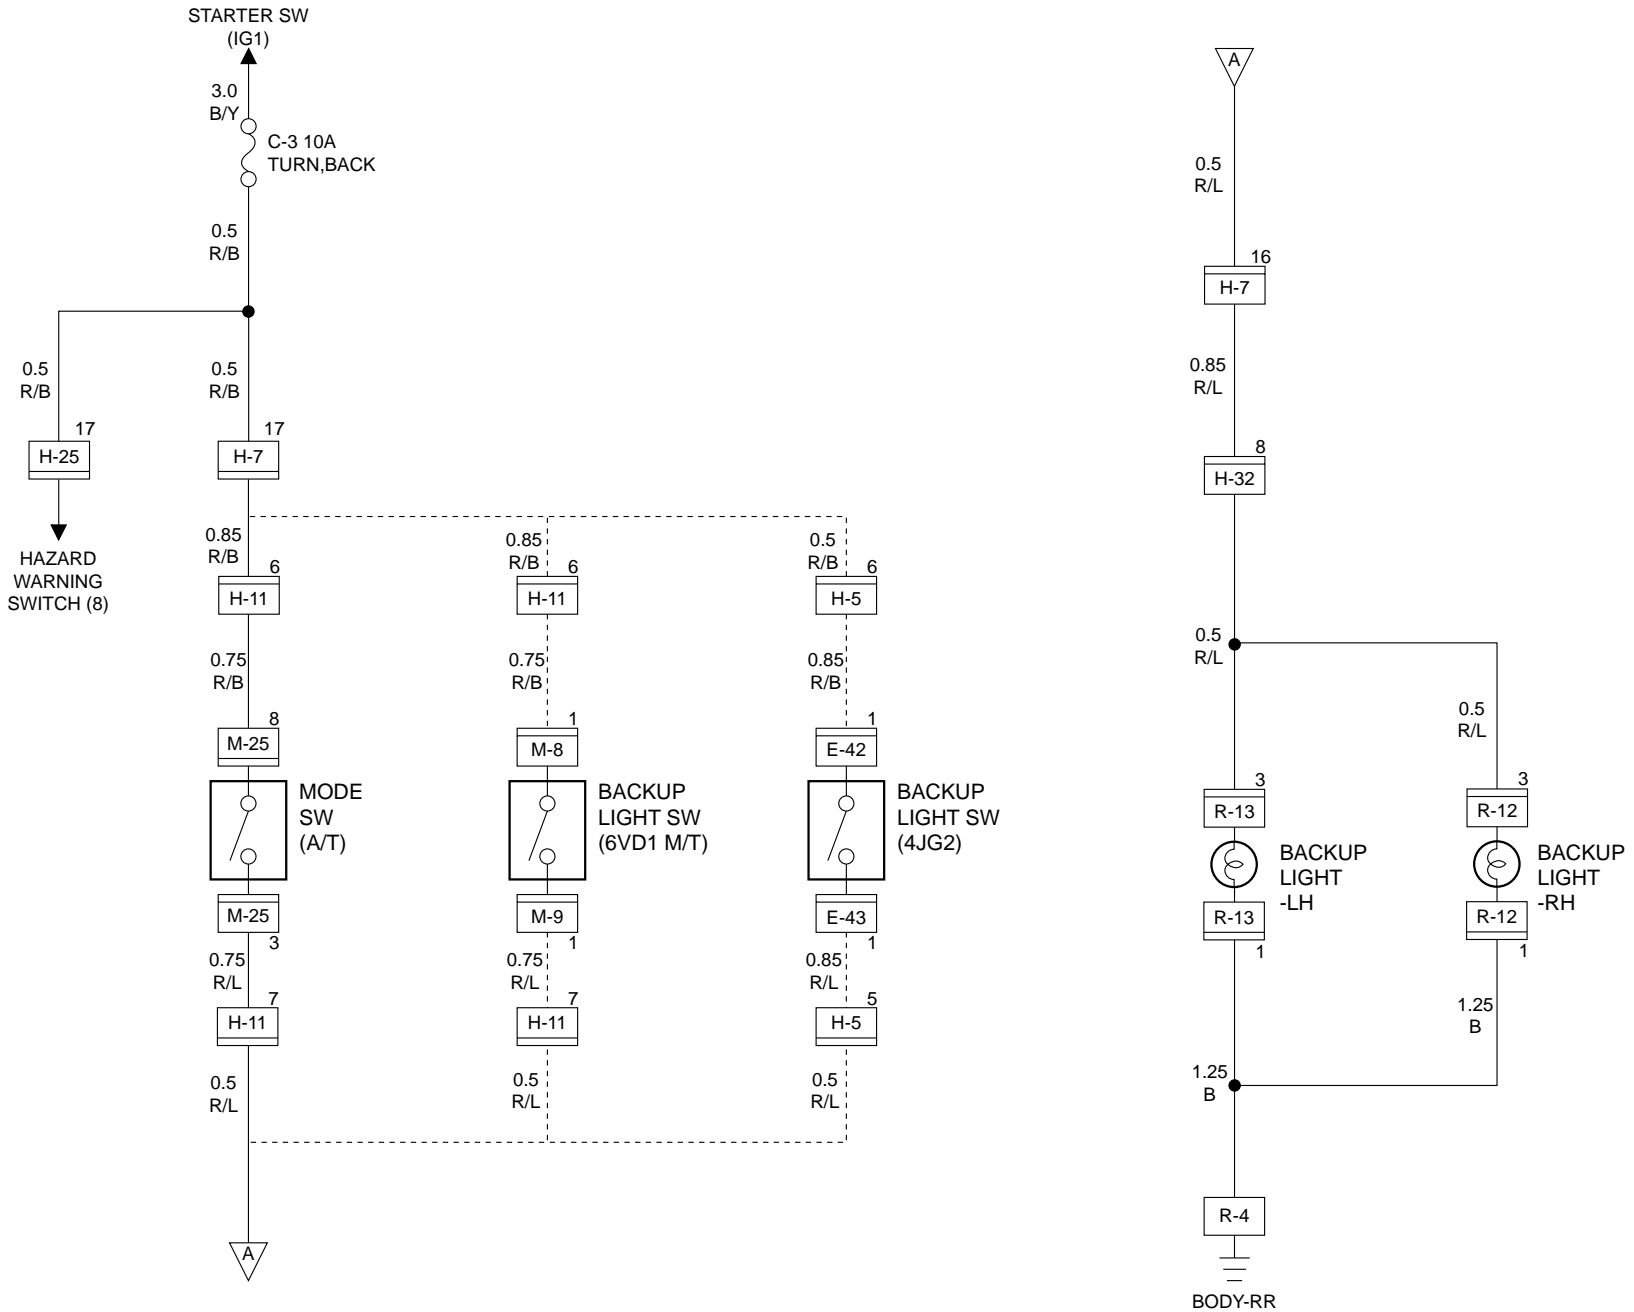 STARTER SW
(IG1)
3.0
B/Y
C-3 10A
TURN,BACK
0.5
R/B
0.5
R/B
0.5
R/B
17
H-25
17
H-7
HAZARD
WARNING
SWITCH (8)
0.85
R/B
6
H-11
0.85
R/B
6
H-11
0.5
R/B
6
H-5
0.75
R/B
0.75
R/B
0.85
R/B
8
M-25
1
M-8
1
E-42
MODE
SW
(A/T)
BACKUP
LIGHT SW
(6VD1 M/T)
BACKUP
LIGHT SW
(4JG2)
M-25
3
M-9
1
E-43
1
0.75
R/L
0.75
R/L
0.85
R/L
7
H-11
7
H-11
5
H-5
0.5
R/L
0.5
R/L
0.5
R/L
A
A
0.5
R/L
16
H-7
0.85
R/L
8
H-32
0.5
R/L
0.5
R/L
3
R-13
3
R-12
BACKUP
LIGHT
-LH
BACKUP
LIGHT
-RH
R-13
1
R-12
1
1.25
B
1.25
B
R-4
BODY-RR